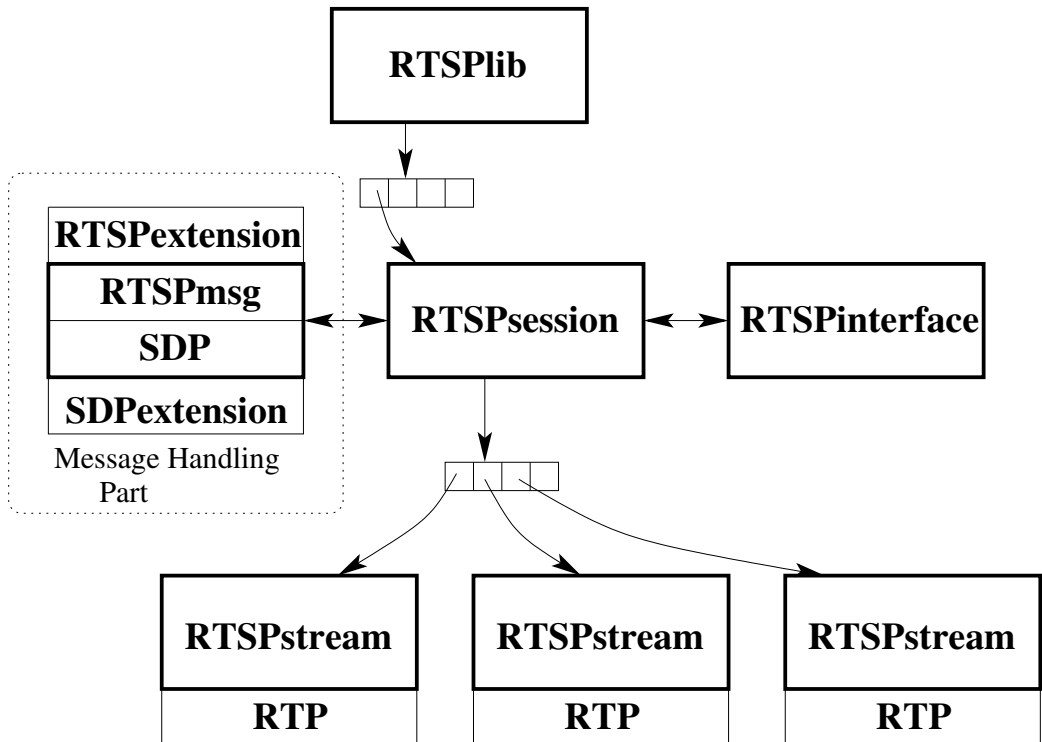 RTSPlib
RTSPextension
RTSPmsg
SDP
SDPextension
Message Handling
Part
RTSPsession
RTSPinterface
RTSPstream
RTSPstream
RTSPstream
RTP
RTP
RTP